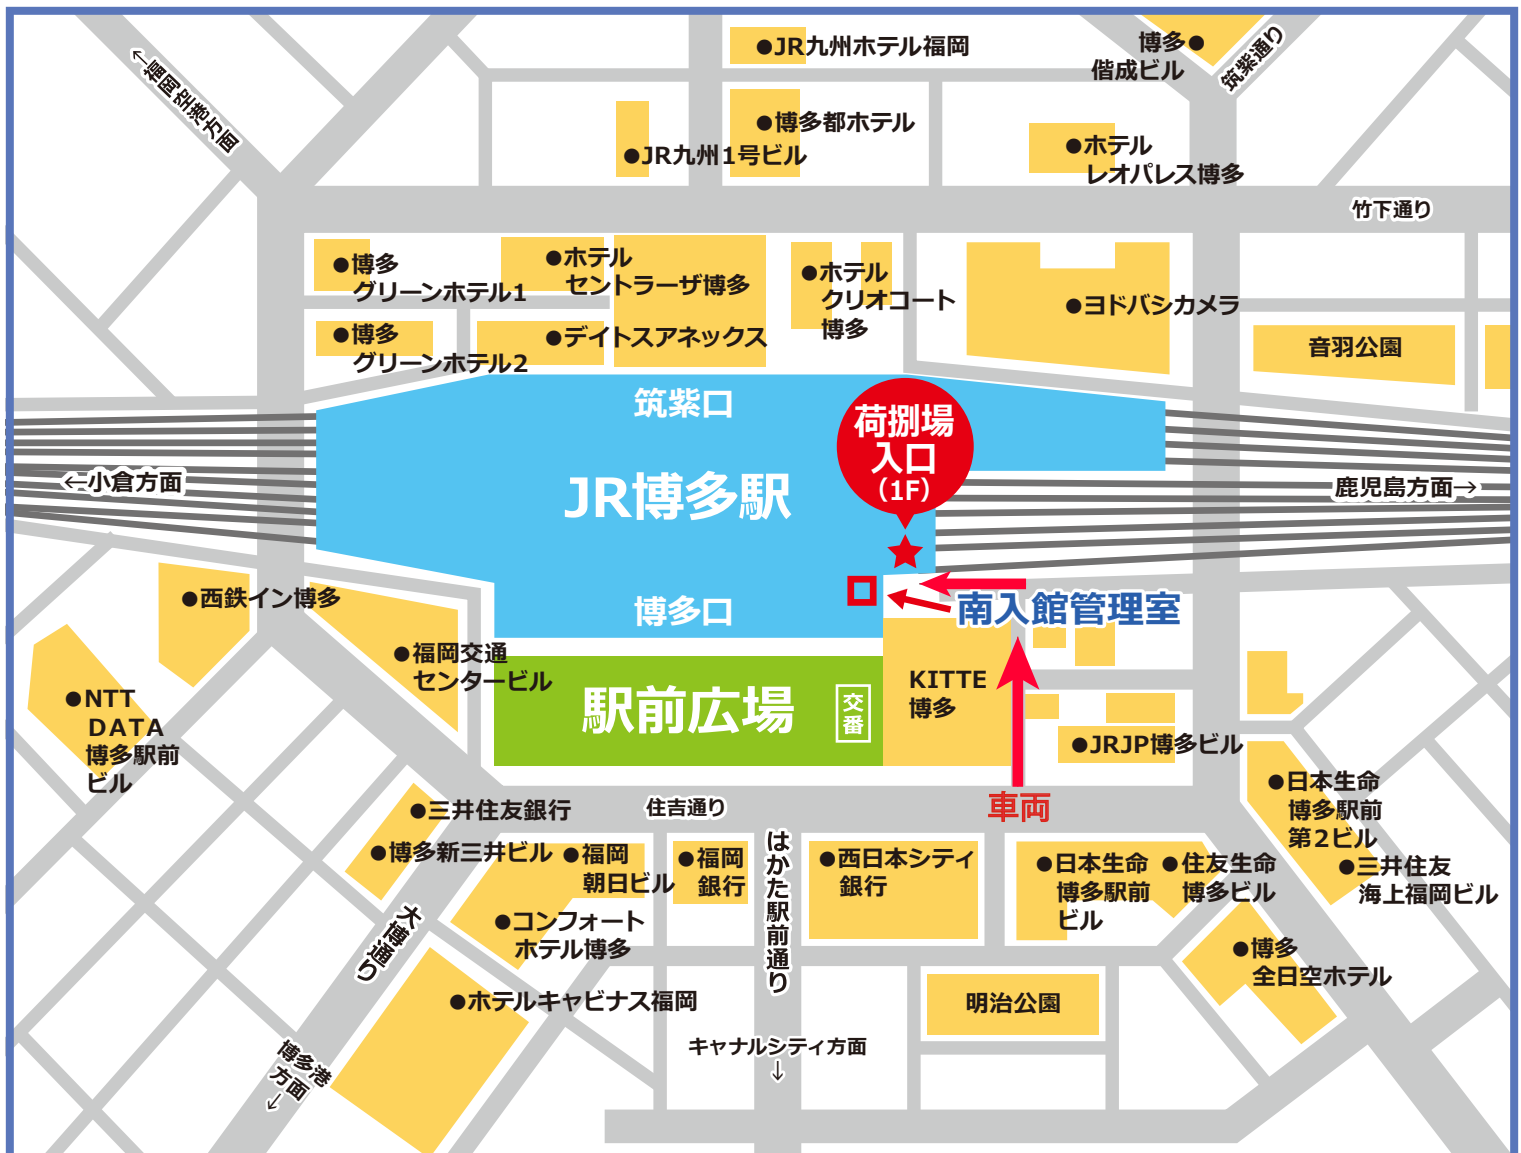 ●JR九州ホテル福岡
博多●
偕成ビル
筑紫通り
←福岡空港方面
●博多都ホテル
●JR九州1号ビル
●ホテル
レオパレス博多
竹下通り
●博多
グリーンホテル1
●ホテル
セントラーザ博多
●ホテル
クリオコート
博多
●ヨドバシカメラ
●博多
グリーンホテル2
●デイトスアネックス
音羽公園
筑紫口
荷捌場
入口
(1F)
←小倉方面
JR博多駅
鹿児島方面→
●西鉄イン博多
博多口
南入館管理室
●福岡交通
センタービル
●NTT
DATA
博多駅前
ビル
駅前広場
交番
KITTE
博多
●JRJP博多ビル
車両
●三井住友銀行
住吉通り
●日本生命
博多駅前
第2ビル
●博多新三井ビル
●福岡
朝日ビル
●福岡
銀行
はかた駅前通り
●西日本シティ
銀行
●日本生命
博多駅前
ビル
●住友生命
博多ビル
●三井住友
海上福岡ビル
大博通り
●コンフォート
ホテル博多
●博多
全日空ホテル
●ホテルキャビナス福岡
明治公園
博多港
方面
←
キャナルシティ方面
↓